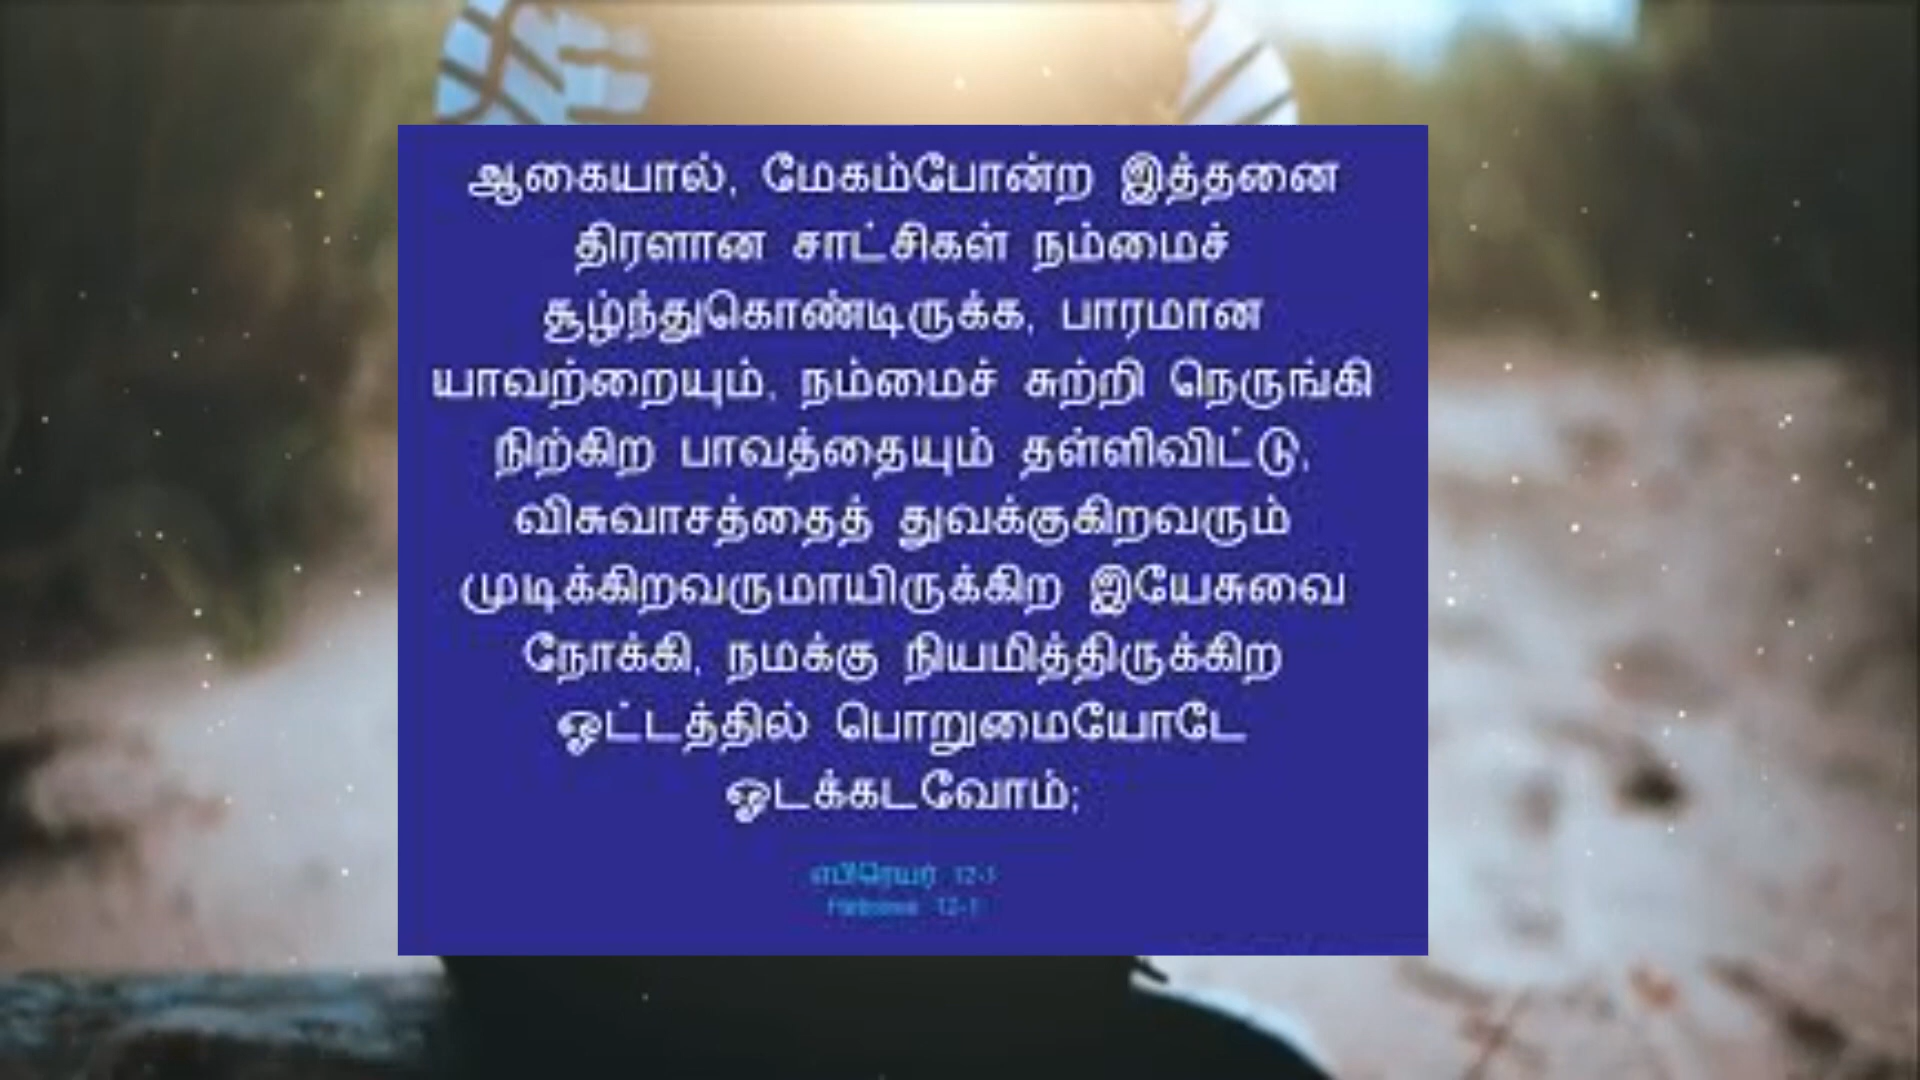 ஆகையால், மேகம்போன்ற இத்தனை
திரளான சாட்சிகள் நம்மைச்
சூழ்ந்துகொண்டிருக்க, பாரமான
யாவற்றையும், நம்மைச் சுற்றி நெருங்கி
நிற்கிற பாவத்தையும் தள்ளிவிட்டு,
விசுவாசத்தைத் துவக்குகிறவரும்
முடிக்கிறவருமாயிருக்கிற இயேசுவை
நோக்கி, நமக்கு நியமித்திருக்கிற
ஓட்டத்தில் பொறுமையோடே
ஓடக்கடவோம்;
எபிரெயர் 12-1
Hebrews 12-1